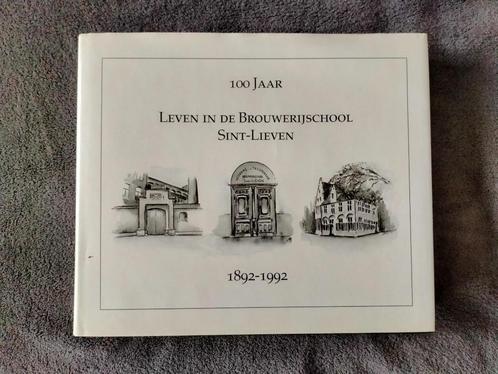 100 Jaar
Leven in de Brouwerijschool
Sint-Lieven
1892-1992